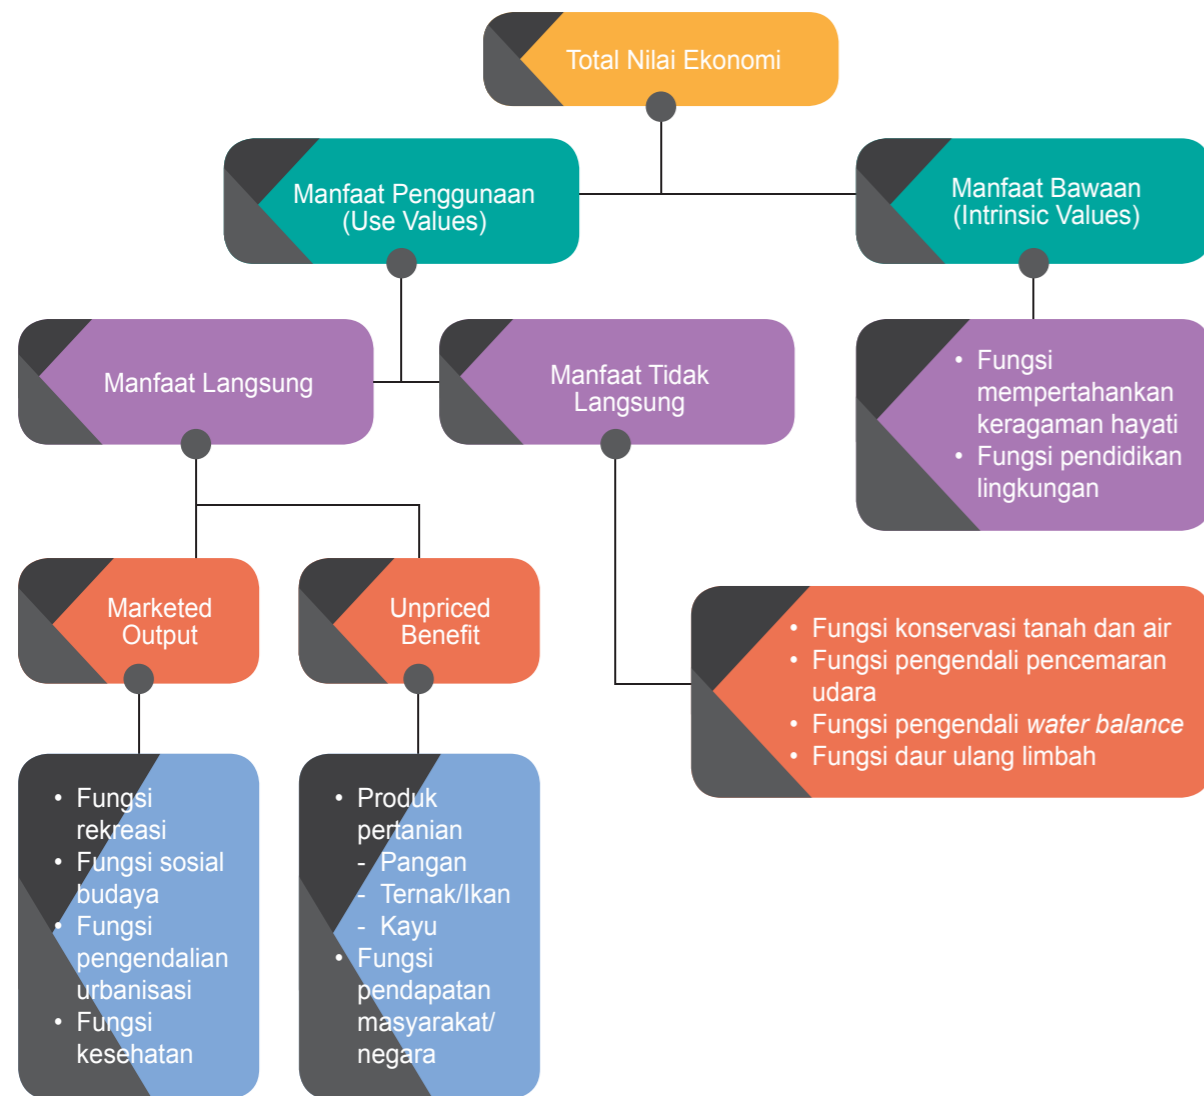 Total Nilai Ekonomi
Manfaat Penggunaan
(Use Values)
Manfaat Bawaan
(Intrinsic Values)
Manfaat Langsung
Manfaat Tidak
Langsung
• Fungsi
mempertahankan
keragaman hayati
• Fungsi pendidikan
lingkungan
Marketed
Output
Unpriced
Benefit
• Fungsi konservasi tanah dan air
• Fungsi pengendali pencemaran
udara
• Fungsi pengendali water balance
• Fungsi daur ulang limbah
• Fungsi
rekreasi
• Fungsi sosial
budaya
• Fungsi
pengendalian
urbanisasi
• Fungsi
kesehatan
• Produk
pertanian
- Pangan
- Ternak/Ikan
- Kayu
• Fungsi
pendapatan
masyarakat/
negara